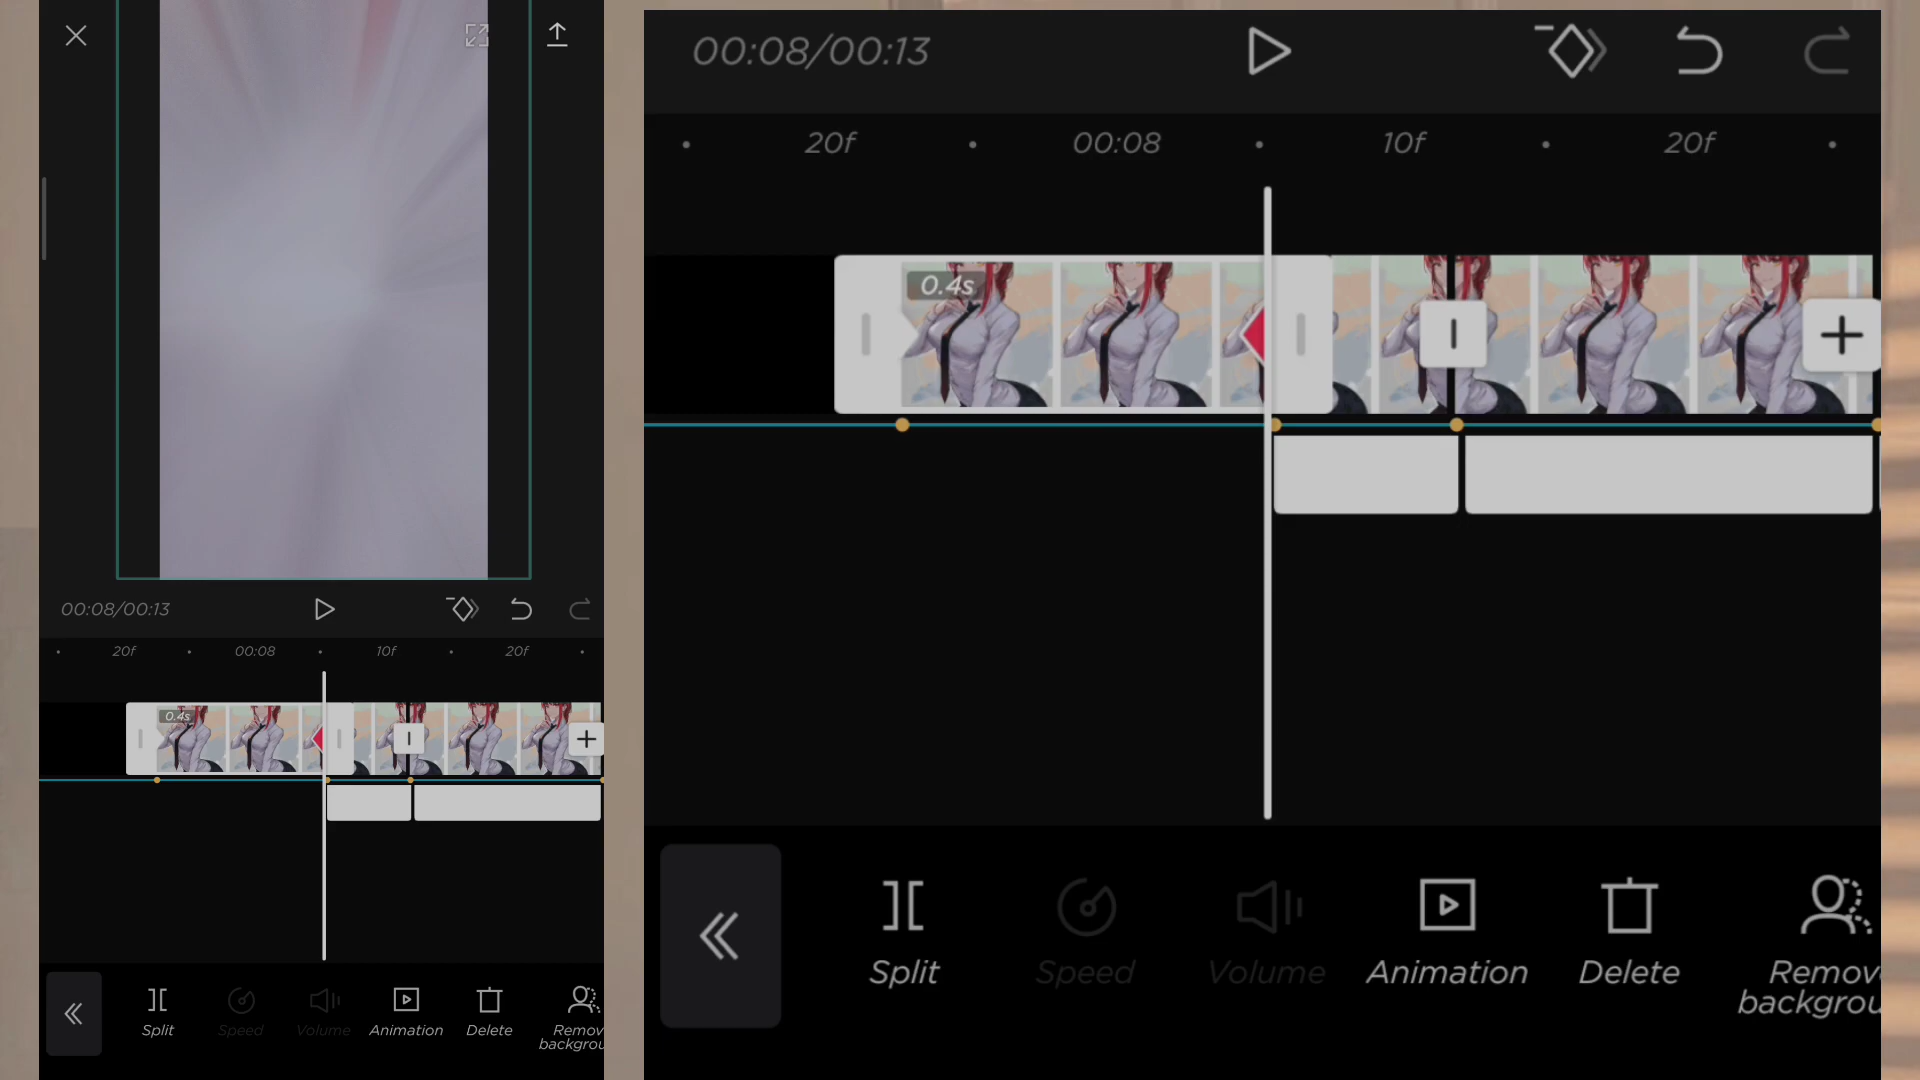 00:08/00:13
20f 00:08 10f 20f
0.4s
Split Speed Volume Animation Delete Remov
backgrou
00:08/00:13
20f 00:08 10f 20f
0.4s
Split Speed Volume Animation Delete Remov
backgrou